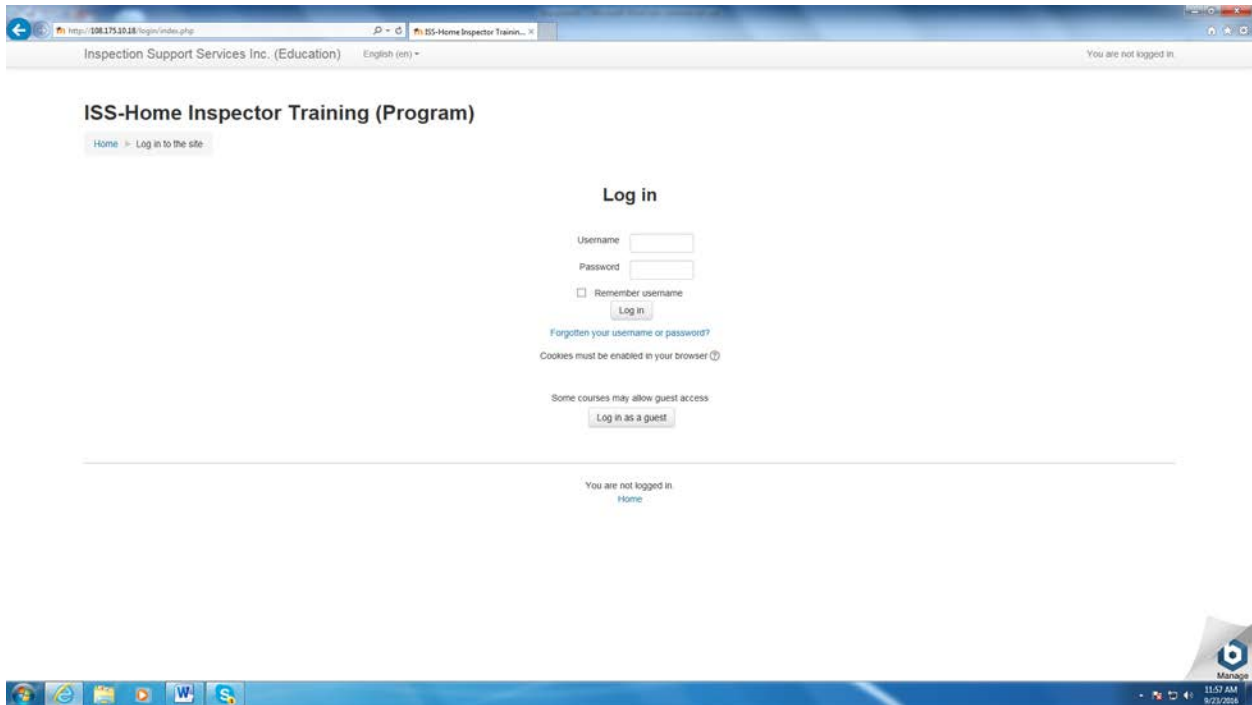 http://108.175.10.18/login/index.php
ISS-Home Inspector Trainin...
Inspection Support Services Inc. (Education) English (en)
You are not logged in.
ISS-Home Inspector Training (Program)
Home Log in to the site
Log in
Username
Password
Remember username
Log in
Forgotten your username or password?
Cookies must be enabled in your browser
Some courses may allow guest access
Log in as a guest
You are not logged in.
Home
Manage
11:57 AM
9/23/2016